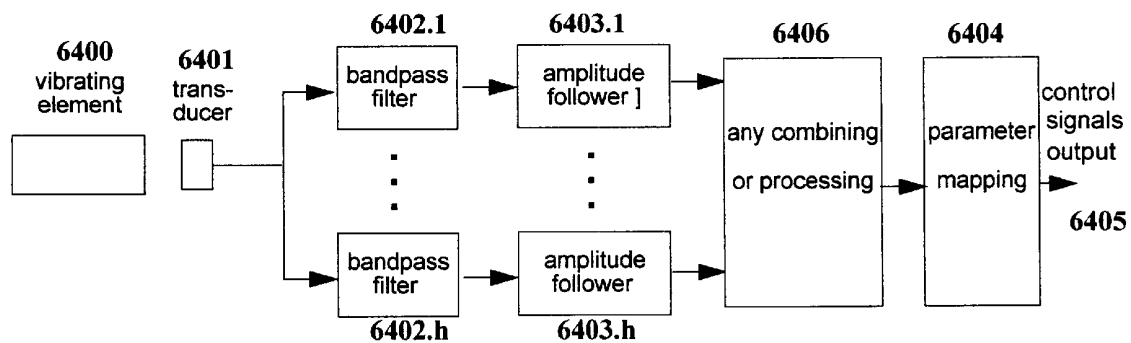 6400
vibrating
element
6401
trans-
ducer
6402.1
bandpass
filter
6403.1
amplitude
follower ]
6406
any combining
or processing
6404
parameter
mapping
control
signals
output
6405
bandpass
filter
6402.h
amplitude
follower
6403.h